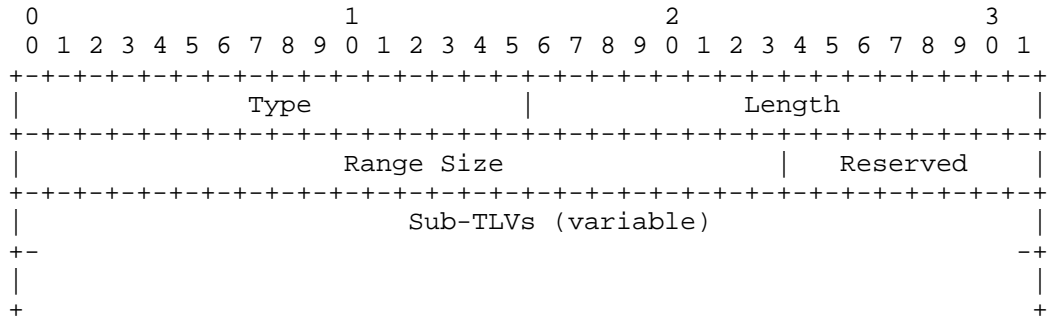 0                   1                   2                   3
 0 1 2 3 4 5 6 7 8 9 0 1 2 3 4 5 6 7 8 9 0 1 2 3 4 5 6 7 8 9 0 1
+-+-+-+-+-+-+-+-+-+-+-+-+-+-+-+-+-+-+-+-+-+-+-+-+-+-+-+-+-+-+-+-+
|              Type             |             Length            |
+-+-+-+-+-+-+-+-+-+-+-+-+-+-+-+-+-+-+-+-+-+-+-+-+-+-+-+-+-+-+-+-+
|                    Range Size                 |   Reserved    |
+-+-+-+-+-+-+-+-+-+-+-+-+-+-+-+-+-+-+-+-+-+-+-+-+-+-+-+-+-+-+-+-+
|                        Sub-TLVs (variable)                    |
+-                                                             -+
|                                                               |
+                                                               +